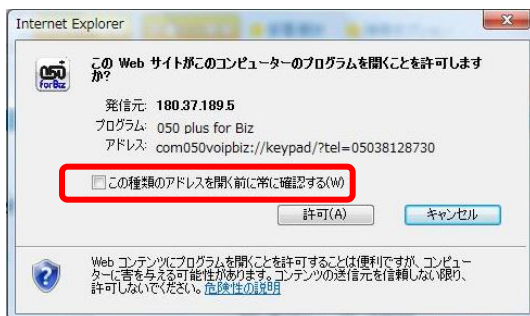 Internet Explorer
050
for Biz
この Web サイトがこのコンピューターのプログラムを開くことを許可します
か?
発信元: 180.37.189.5
プログラム: 050 plus for Biz
アドレス: com050voipbiz://keypad/?tel=05038128730
この種類のアドレスを開く前に常に確認する(W)
許可(A)
キャンセル
Web コンテンツにプログラムを開くことを許可することは便利ですが、コンピュー
ターに害を与える可能性があります。コンテンツの送信元を信頼しない限り、
許可しないでください。危険性の説明